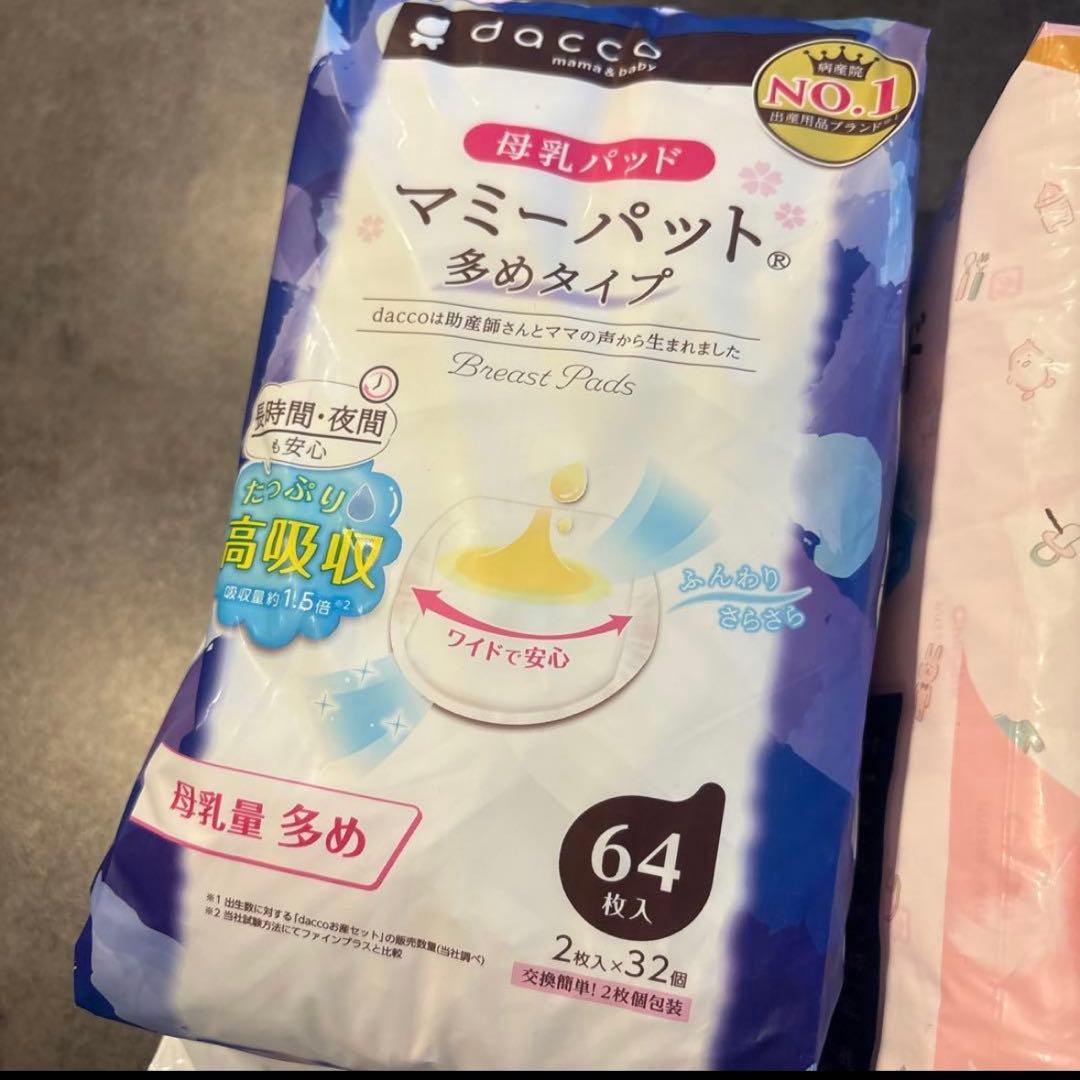 dacco
mama & baby
病産院
NO.1
出産用品ブランド※1
母乳パッド
マミーパット®
多めタイプ
daccoは助産師さんとママの声から生まれました
Breast Pads
長時間・夜間
も安心
たっぷり
高吸収
吸収量約1.5倍※2
ふんわり
さらさら
ワイドで安心
母乳量 多め
64
枚入
2枚入×32個
交換簡単!2枚個包装
※1 出生数に対する「daccoお産セット」の販売数量(当社調べ)
※2 当社試験方法にてファインプラスと比較